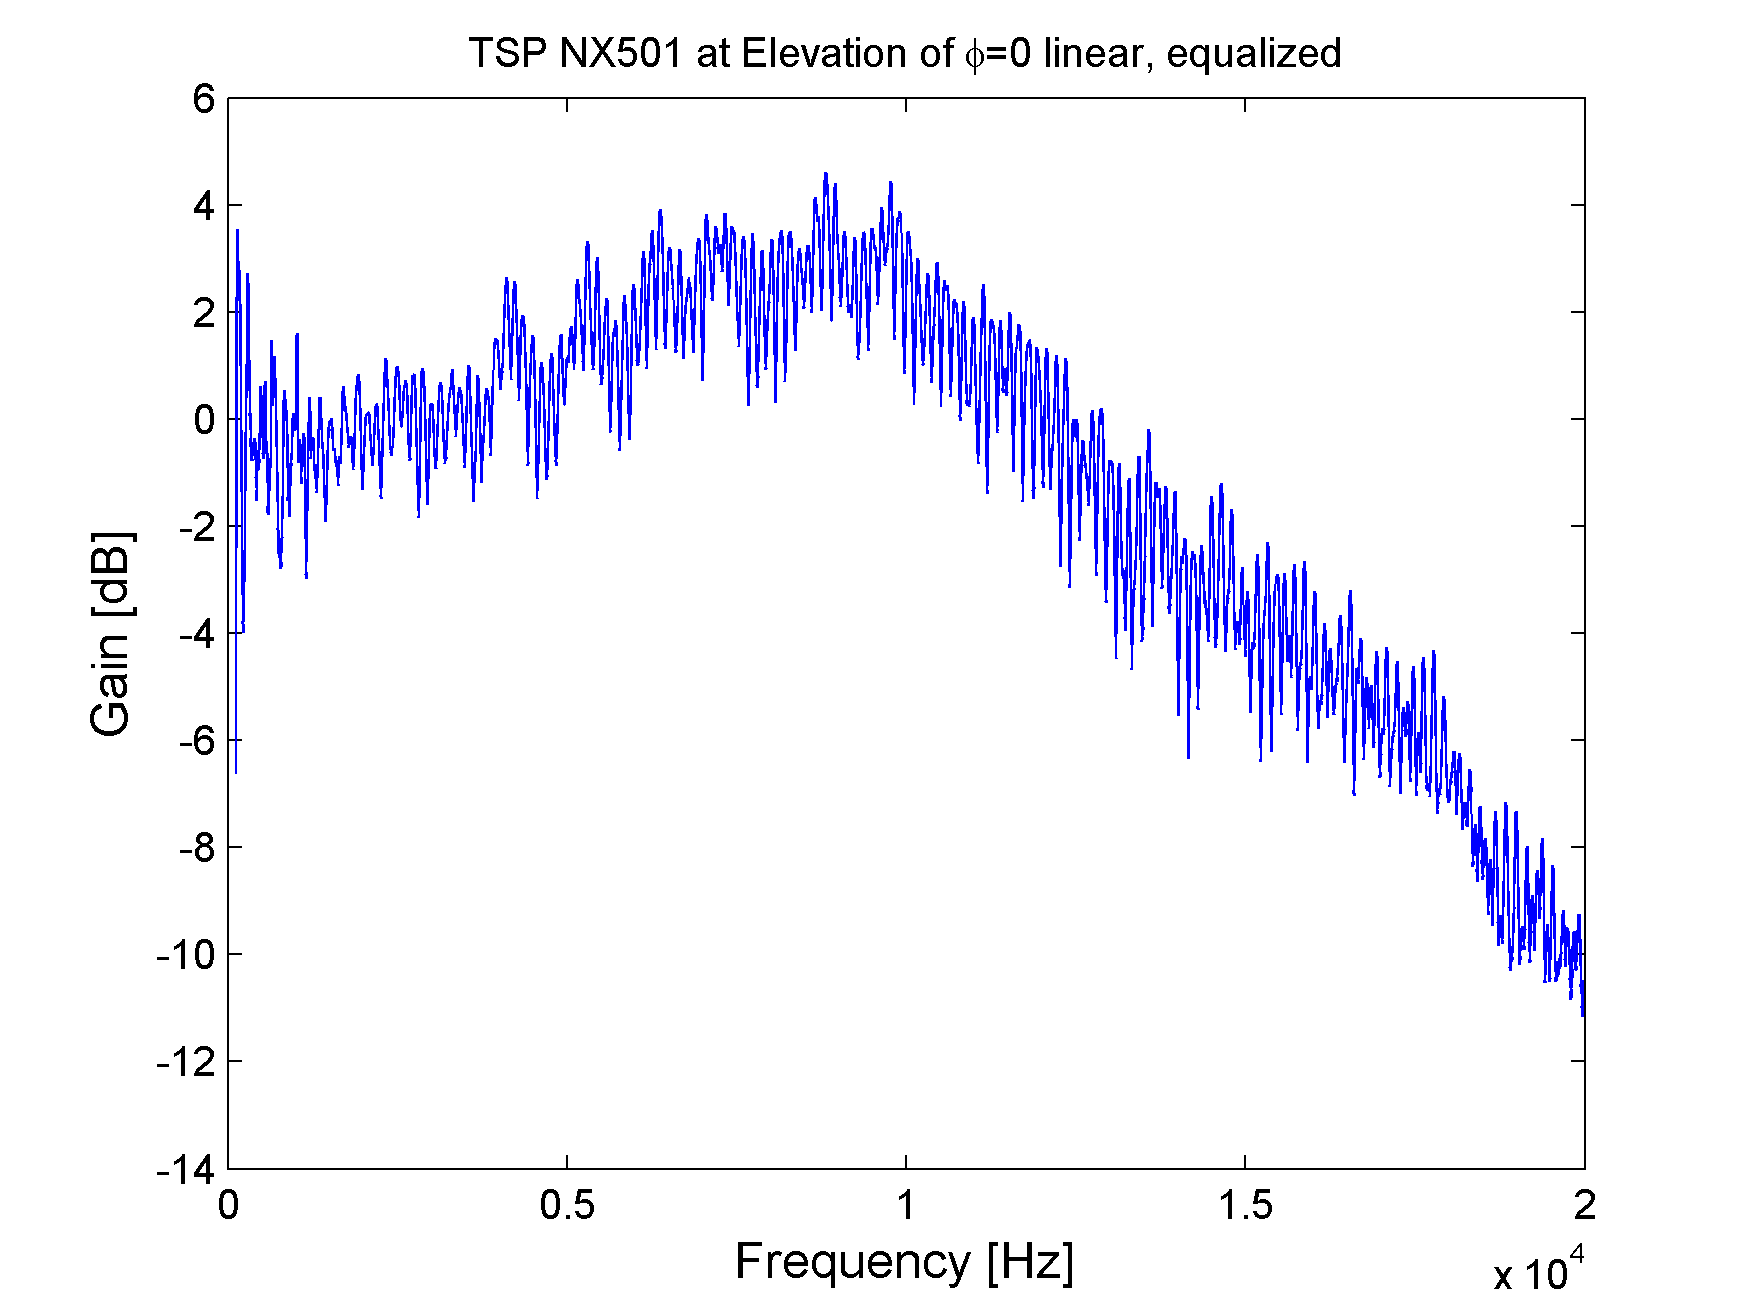 TSP NX501 at Elevation of ϕ=0 linear, equalized
6
4
2
0
-2
-4
-6
-8
-10
-12
-14
Gain [dB]
0 0.5 1 1.5 2
Frequency [Hz]
x 10⁴